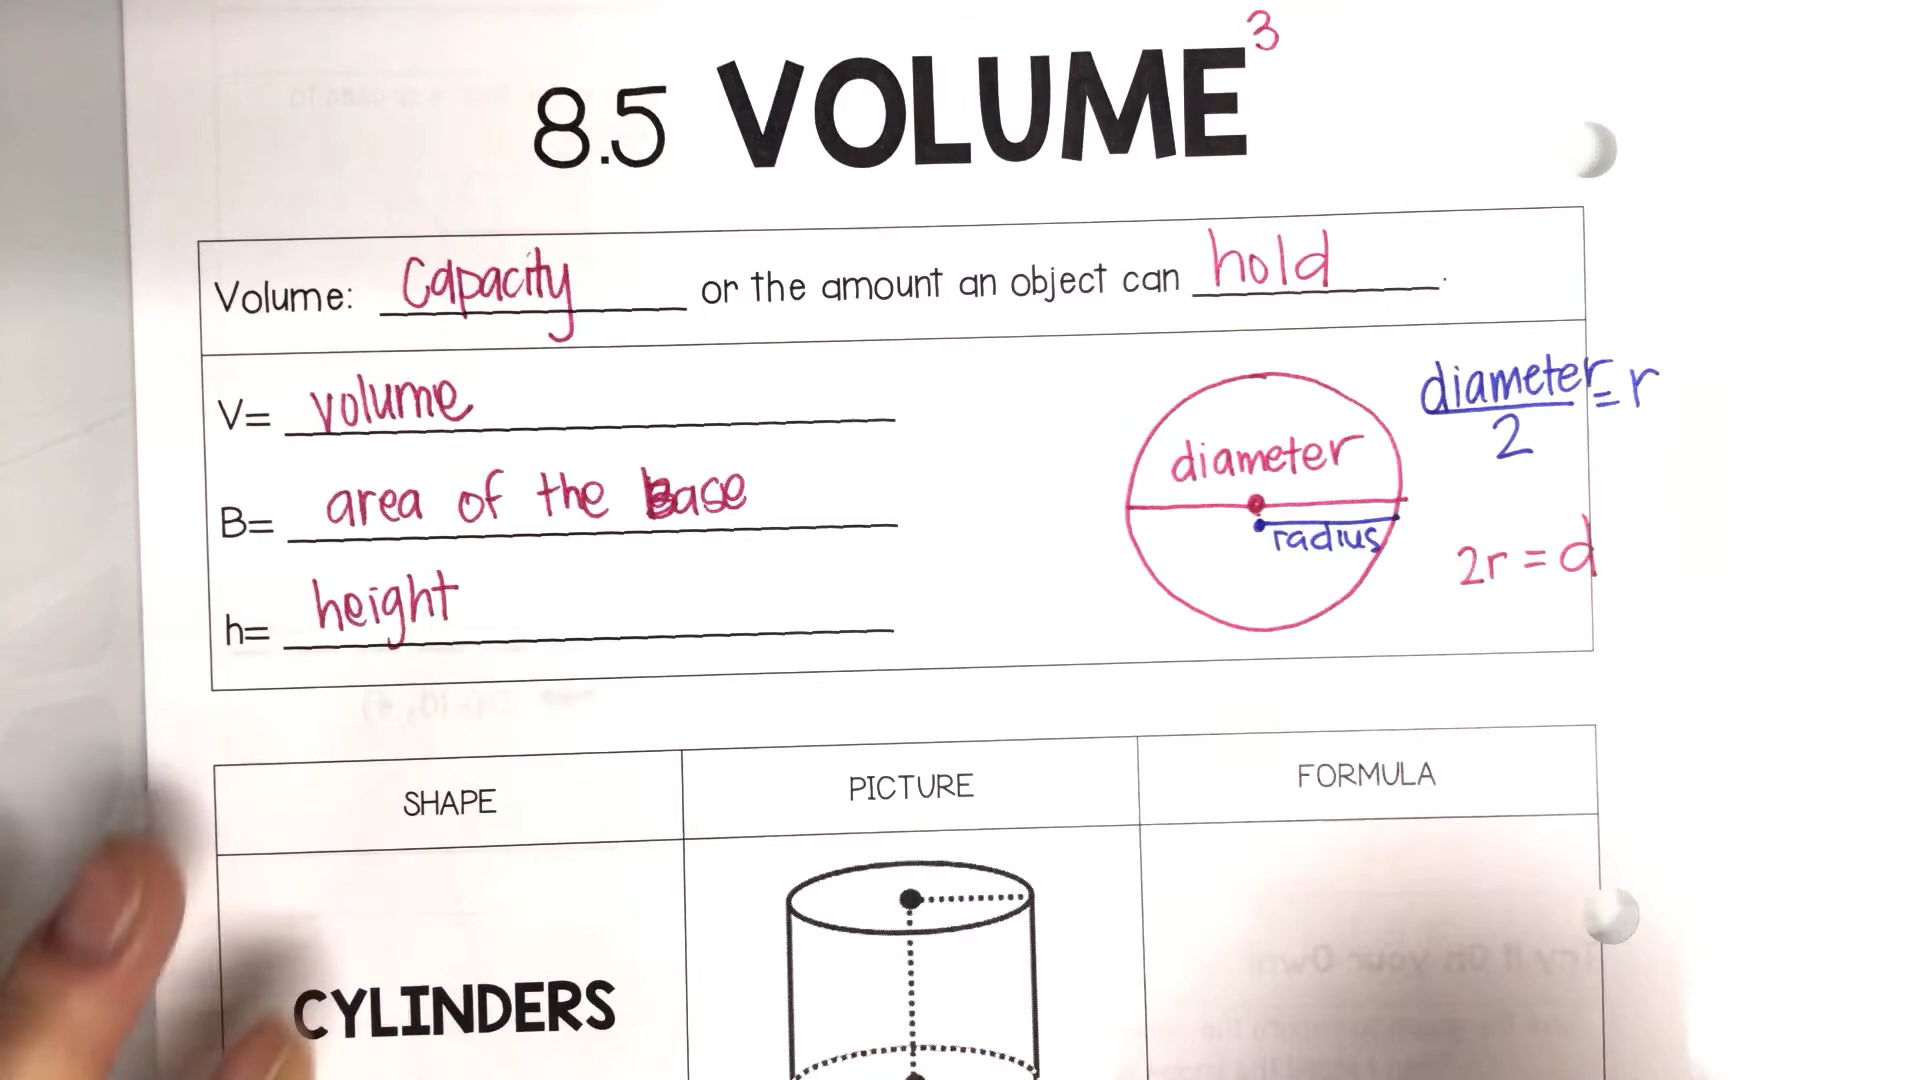 8.5 VOLUME³
Volume: Capacity or the amount an object can hold.
V= volume
B= area of the Base
h= height
diameter
radius
diameter/2 = r
2r = d
SHAPE PICTURE FORMULA
CYLINDERS